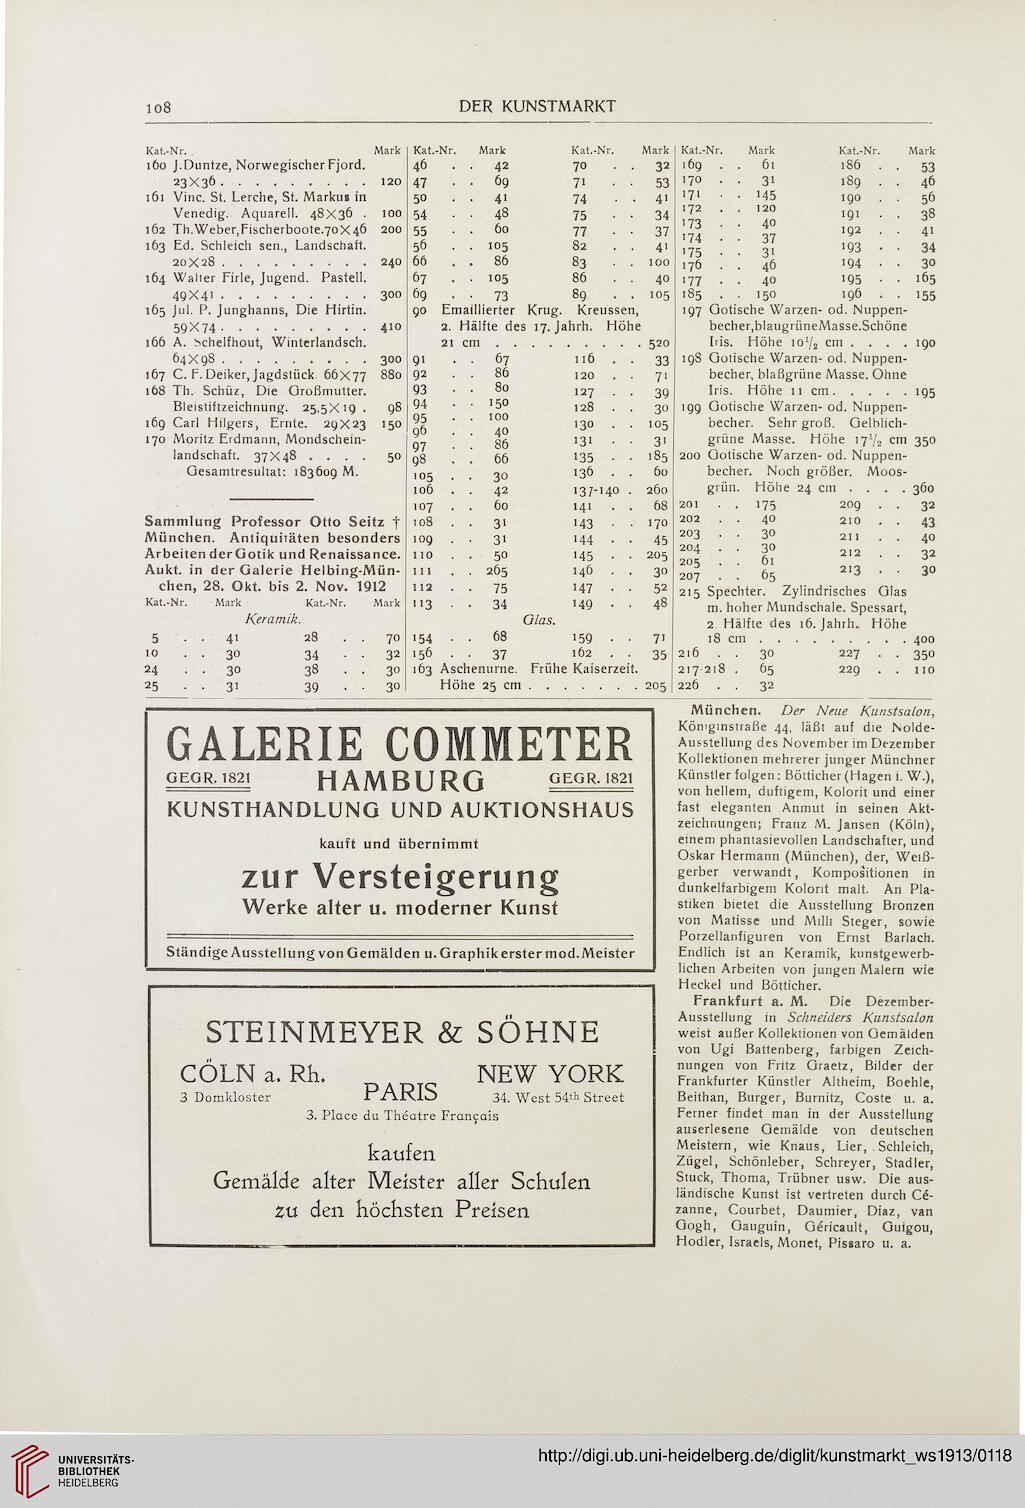 108
DER KUNSTMARKT
Kat.-Nr. Mark
160 J. Duntze, Norwegischer Fjord.
23×36 . . . . . . . . . 120
161 Vinc. St. Lerche, St. Markus in
Venedig. Aquarell. 48×36 . 100
162 Th.Weber, Fischerboote. 70×46 200
163 Ed. Schleich sen., Landschaft.
20×28 . . . . . . . . . 240
164 Walter Firle, Jugend. Pastell.
49×41 . . . . . . . . . 300
165 Jul. P. Junghanns, Die Hirtin.
59×74 . . . . . . . . . 410
166 A. Schelfhout, Winterlandsch.
64×98 . . . . . . . . . 300
167 C. F. Deiker, Jagdstück. 66×77 880
168 Th. Schüz, Die Großmutter.
Bleistiftzeichnung. 25,5×19 . 98
169 Carl Hilgers, Ernte. 29×23 150
170 Moritz Erdmann, Mondschein-
landschaft. 37×48 . . . . 50
Gesamtresultat: 183609 M.
Sammlung Professor Otto Seitz †
München. Antiquitäten besonders
Arbeiten der Gotik und Renaissance.
Aukt. in der Galerie Helbing-Mün-
chen, 28. Okt. bis 2. Nov. 1912
Kat.-Nr. Mark Kat.-Nr. Mark
Keramik.
5 . . 41 28 . . 70
10 . . 30 34 . . 32
24 . . 30 38 . . 30
25 . . 31 39 . . 30
Kat.-Nr. Mark Kat.-Nr. Mark
46 . . 42 70 . . 32
47 . . 69 71 . . 53
50 . . 41 74 . . 41
54 . . 48 75 . . 34
55 . . 60 77 . . 37
56 . . 105 82 . . 41
66 . . 86 83 . . 100
67 . . 105 86 . . 40
69 . . 73 89 . . 105
90 Emaillierter Krug. Kreussen,
2. Hälfte des 17. Jahrh. Höhe
21 cm . . . . . . . . . 520
91 . . 67 116 . . 33
92 . . 86 120 . . 71
93 . . 80 127 . . 39
94 . . 150 128 . . 30
95 . . 100 130 . . 105
96 . . 40 131 . . 31
97 . . 86 135 . . 185
98 . . 66 136 . . 60
105 . . 30 137-140 . 260
106 . . 42 141 . . 68
107 . . 60 143 . . 170
108 . . 31 144 . . 45
109 . . 31 145 . . 205
110 . . 50 146 . . 30
111 . . 265 147 . . 52
112 . . 75 149 . . 48
113 . . 34
Glas.
154 . . 68 159 . . 71
156 . . 37 162 . . 35
163 Aschenurne. Frühe Kaiserzeit.
Höhe 25 cm . . . . . . . 205
Kat.-Nr. Mark Kat.-Nr. Mark
169 . . 61 186 . . 53
170 . . 31 189 . . 46
171 . . 145 190 . . 56
172 . . 120 191 . . 38
173 . . 40 192 . . 41
174 . . 37 193 . . 34
175 . . 31 194 . . 30
176 . . 46 195 . . 165
177 . . 40 196 . . 155
185 . . 150
197 Gotische Warzen- od. Nuppen-
becher, blaugrüne Masse. Schöne
Iris. Höhe 10½ cm . . . . 190
198 Gotische Warzen- od. Nuppen-
becher, blaßgrüne Masse. Ohne
Iris. Höhe 11 cm . . . . . 195
199 Gotische Warzen- od. Nuppen-
becher. Sehr groß. Gelblich-
grüne Masse. Höhe 17½ cm 350
200 Gotische Warzen- od. Nuppen-
becher. Noch größer. Moos-
grün. Höhe 24 cm . . . . 360
201 . . 175 209 . . 32
202 . . 40 210 . . 43
203 . . 30 211 . . 40
204 . . 30 212 . . 32
205 . . 61 213 . . 30
207 . . 65
215 Spechter. Zylindrisches Glas
m. hoher Mundschale. Spessart,
2. Hälfte des 16. Jahrh. Höhe
18 cm . . . . . . . . . 400
216 . . 30 227 . . 350
217-218 . 65 229 . . 110
226 . . 32
GALERIE COMMETER
GEGR. 1821 HAMBURG GEGR. 1821
KUNSTHANDLUNG UND AUKTIONSHAUS
kauft und übernimmt
zur Versteigerung
Werke alter u. moderner Kunst
Ständige Ausstellung von Gemälden u. Graphik erster mod. Meister
STEINMEYER & SÖHNE
CÖLN a. Rh. PARIS NEW YORK
3 Domkloster 34. West 54th Street
3. Place du Théatre Français
kaufen
Gemälde alter Meister aller Schulen
zu den höchsten Preisen
München. Der Neue Kunstsalon,
Königinstraße 44, läßt auf die Nolde-
Ausstellung des November im Dezember
Kollektionen mehrerer junger Münchner
Künstler folgen: Bötticher (Hagen i. W.),
von hellem, duftigem, Kolorit und einer
fast eleganten Anmut in seinen Akt-
zeichnungen; Franz M. Jansen (Köln),
einem phantasievollen Landschafter, und
Oskar Hermann (München), der, Weiß-
gerber verwandt, Kompositionen in
dunkelfarbigem Kolorit malt. An Pla-
stiken bietet die Ausstellung Bronzen
von Matisse und Milli Steger, sowie
Porzellanfiguren von Ernst Barlach.
Endlich ist an Keramik, kunstgewerb-
lichen Arbeiten von jungen Malern wie
Heckel und Bötticher.
Frankfurt a. M. Die Dezember-
Ausstellung in Schneiders Kunstsalon
weist außer Kollektionen von Gemälden
von Ugi Battenberg, farbigen Zeich-
nungen von Fritz Graetz, Bilder der
Frankfurter Künstler Altheim, Boehle,
Beithan, Burger, Burnitz, Coste u. a.
Ferner findet man in der Ausstellung
auserlesene Gemälde von deutschen
Meistern, wie Knaus, Lier, Schleich,
Zügel, Schönleber, Schreyer, Stadler,
Stuck, Thoma, Trübner usw. Die aus-
ländische Kunst ist vertreten durch Cé-
zanne, Courbet, Daumier, Diaz, van
Gogh, Gauguin, Géricault, Guigou,
Hodler, Israels, Monet, Pissaro u. a.
UNIVERSITÄTS-
BIBLIOTHEK
HEIDELBERG
http://digi.ub.uni-heidelberg.de/diglit/kunstmarkt_ws1913/0118